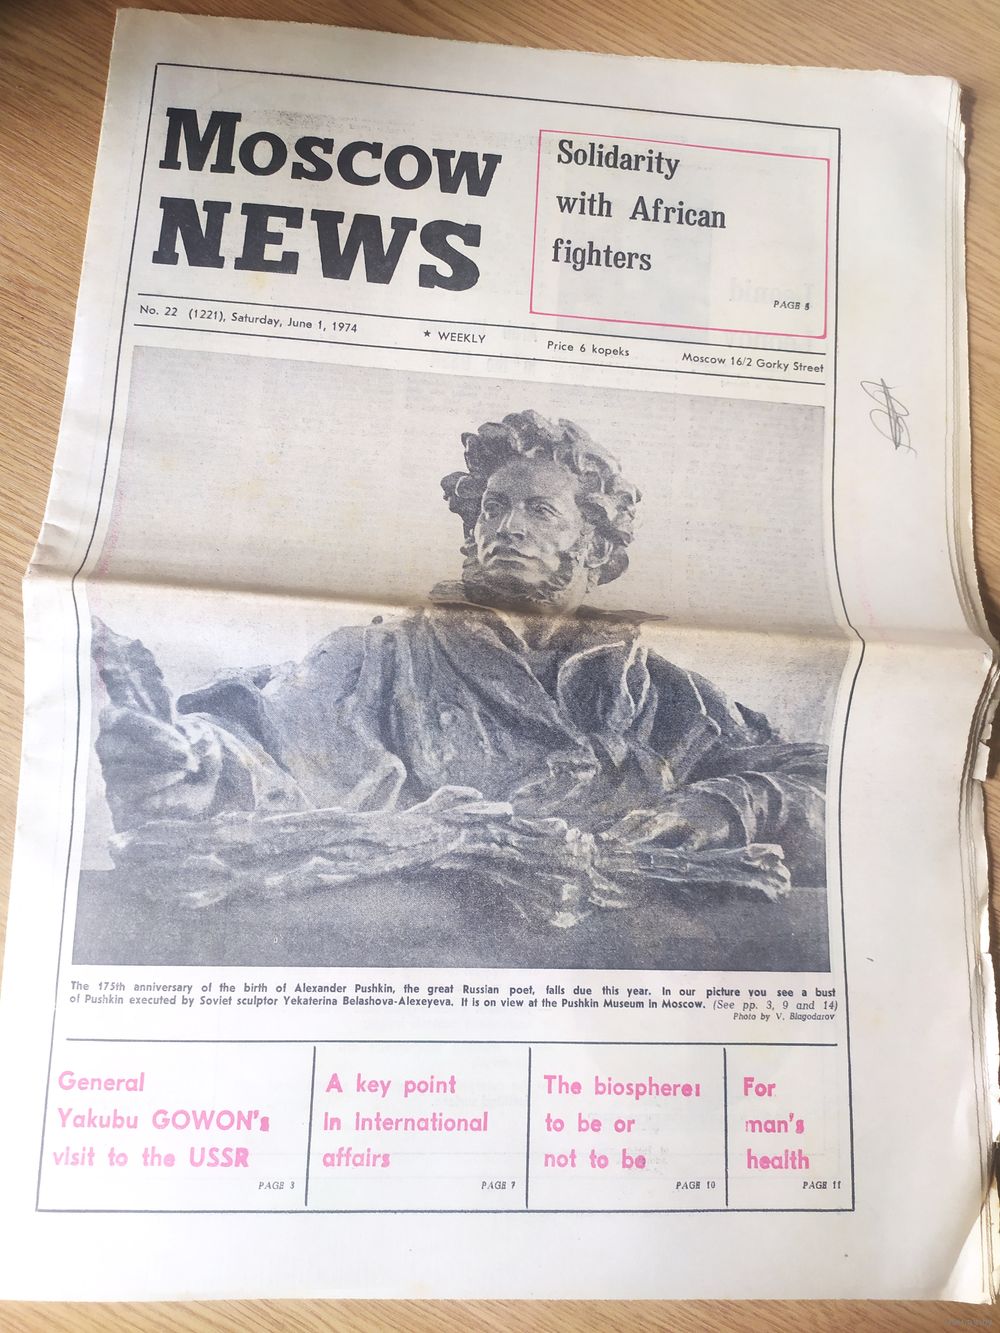 MOSCOW
NEWS
Solidarity
with African
fighters
PAGE 5
No. 22 (1221), Saturday, June 1, 1974
★ WEEKLY
Price 6 kopeks
Moscow 16/2 Gorky Street
The 175th anniversary of the birth of Alexander Pushkin, the great Russian poet, falls due this year. In our picture you see a bust
of Pushkin executed by Soviet sculptor Yekaterina Belashova-Alexeyeva. It is on view at the Pushkin Museum in Moscow. (See pp. 3, 9 and 14)
Photo by V. Blagodarov
General
Yakubu GOWON's
visit to the USSR
PAGE 3
A key point
in international
affairs
PAGE 7
The biosphere:
to be or
not to be
PAGE 10
For
man's
health
PAGE 11